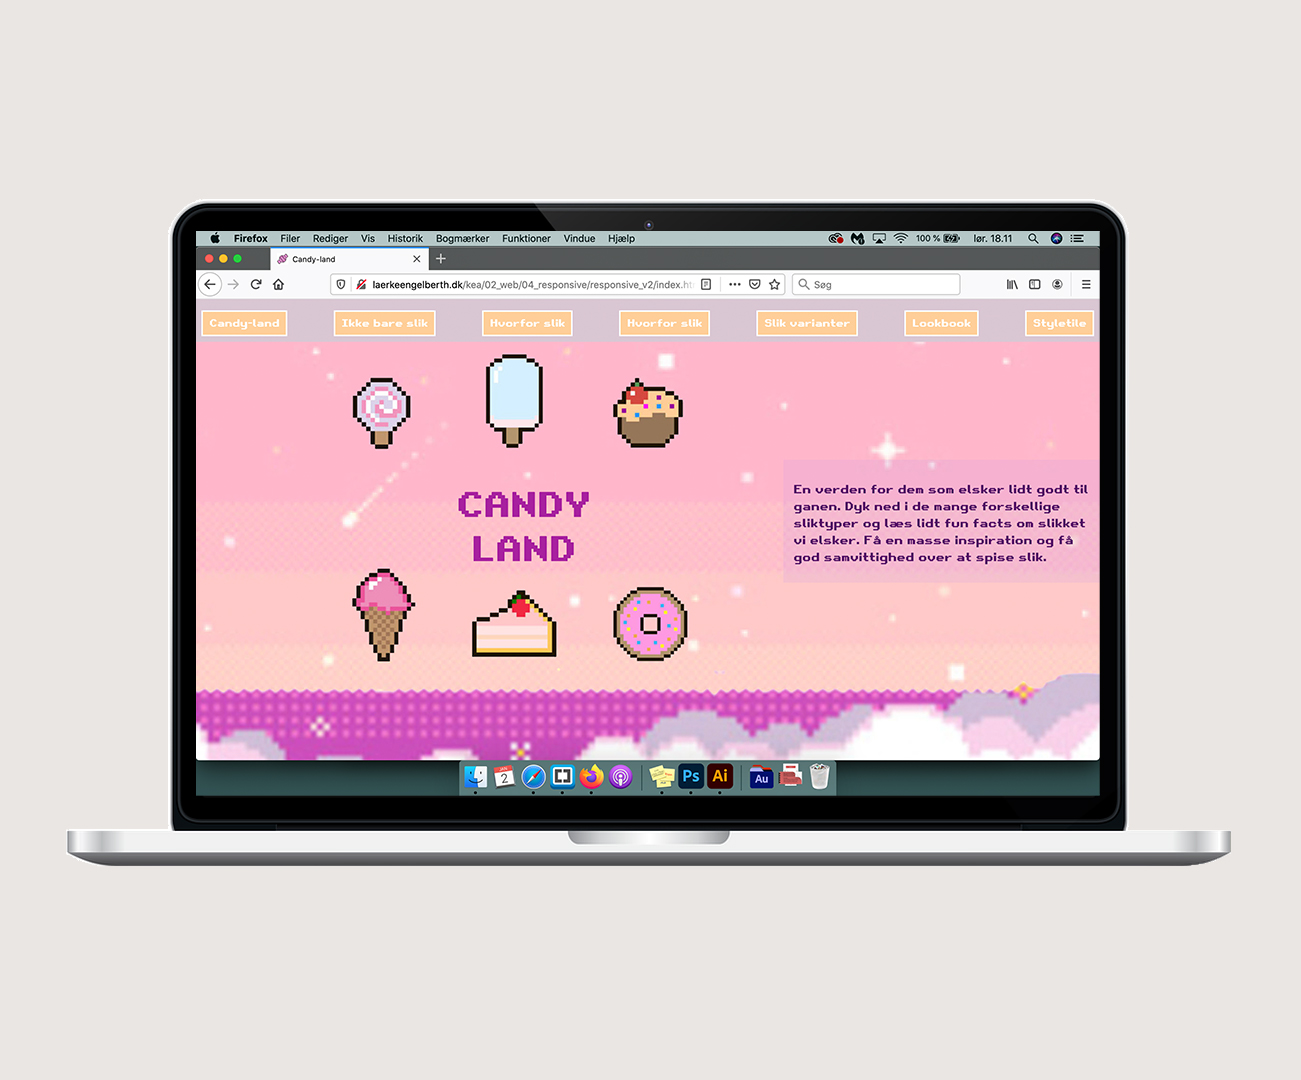 Firefox Filer Rediger Vis Historik Bogmærker Funktioner Vindue Hjælp 100 % lør. 18.11
Candy-land
laerkeengelberth.dk/kea/02_web/04_responsive/responsive_v2/index.ht
Søg
Candy-land Ikke bare slik Hvorfor slik Hvorfor slik Slik varianter Lookbook Styletile
CANDY
LAND
En verden for dem som elsker lidt godt til
ganen. Dyk ned i de mange forskellige
sliktyper og læs lidt fun facts om slikket
vi elsker. Få en masse inspiration og få
god samvittighed over at spise slik.
2
Ps
Ai
Au